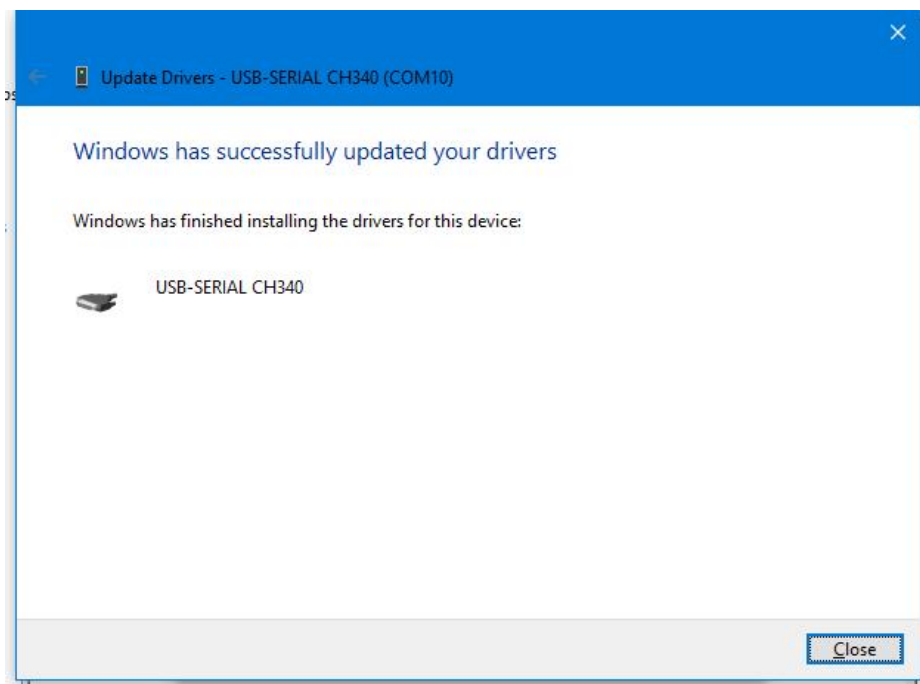 Update Drivers - USB-SERIAL CH340 (COM10)
Windows has successfully updated your drivers
Windows has finished installing the drivers for this device:
USB-SERIAL CH340
Close